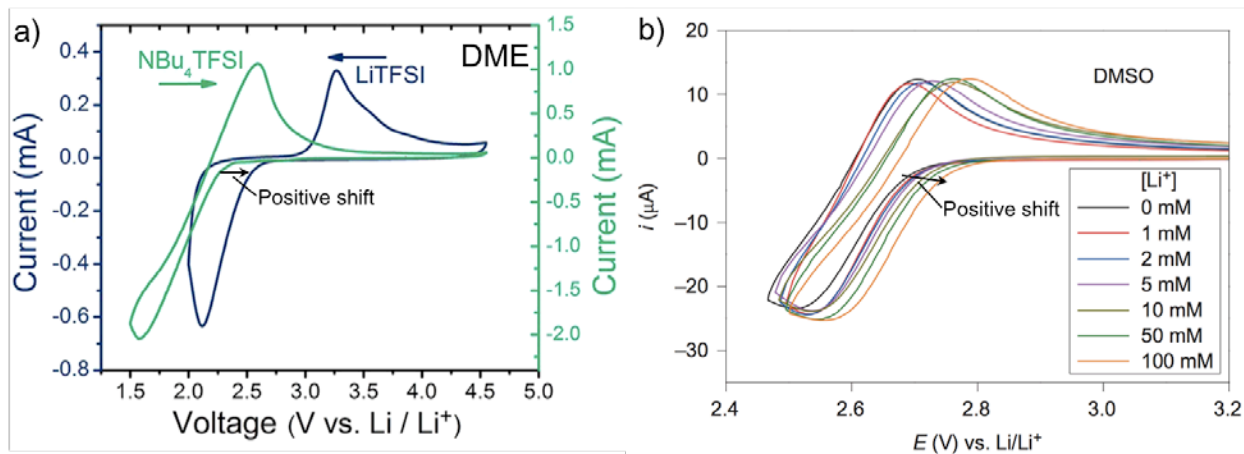 a)
NBu4TFSI
LiTFSI
DME
Positive shift
0.4
0.2
0.0
-0.2
-0.4
-0.6
-0.8
Current (mA)
1.5
1.0
0.5
0.0
-0.5
-1.0
-1.5
-2.0
Current (mA)
1.5 2.0 2.5 3.0 3.5 4.0 4.5 5.0
Voltage (V vs. Li / Li+)
b)
DMSO
Positive shift
20
10
0
–10
–20
–30
i (µA)
[Li+]
0 mM
1 mM
2 mM
5 mM
10 mM
50 mM
100 mM
2.4 2.6 2.8 3.0 3.2
E (V) vs. Li/Li+